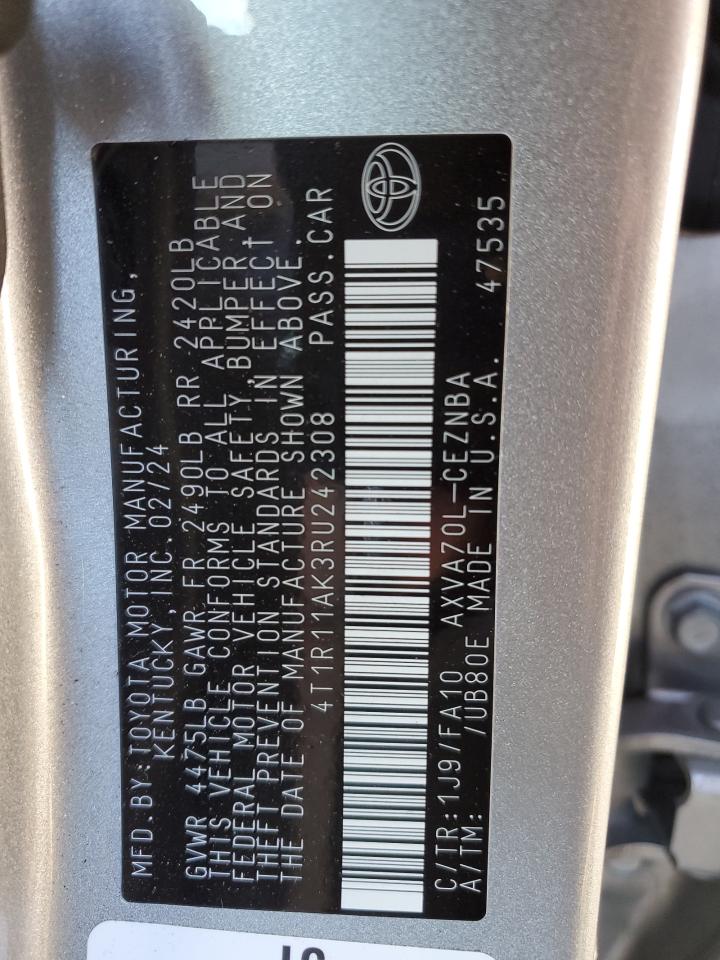 MFD. BY: TOYOTA MOTOR MANUFACTURING,
KENTUCKY, INC. 02/24
GVWR 4475LB GAWR FR 2490LB RR 2420LB
THIS VEHICLE CONFORMS TO ALL APPLICABLE
FEDERAL MOTOR VEHICLE SAFETY, BUMPER, AND
THEFT PREVENTION STANDARDS IN EFFECT ON
THE DATE OF MANUFACTURE SHOWN ABOVE.
4T1R11AK3RU242308 PASS.CAR
C/TR: 1J9/FA10 AXVA70L-CEZNBA
A/TM: /UB80E MADE IN U.S.A. 47535